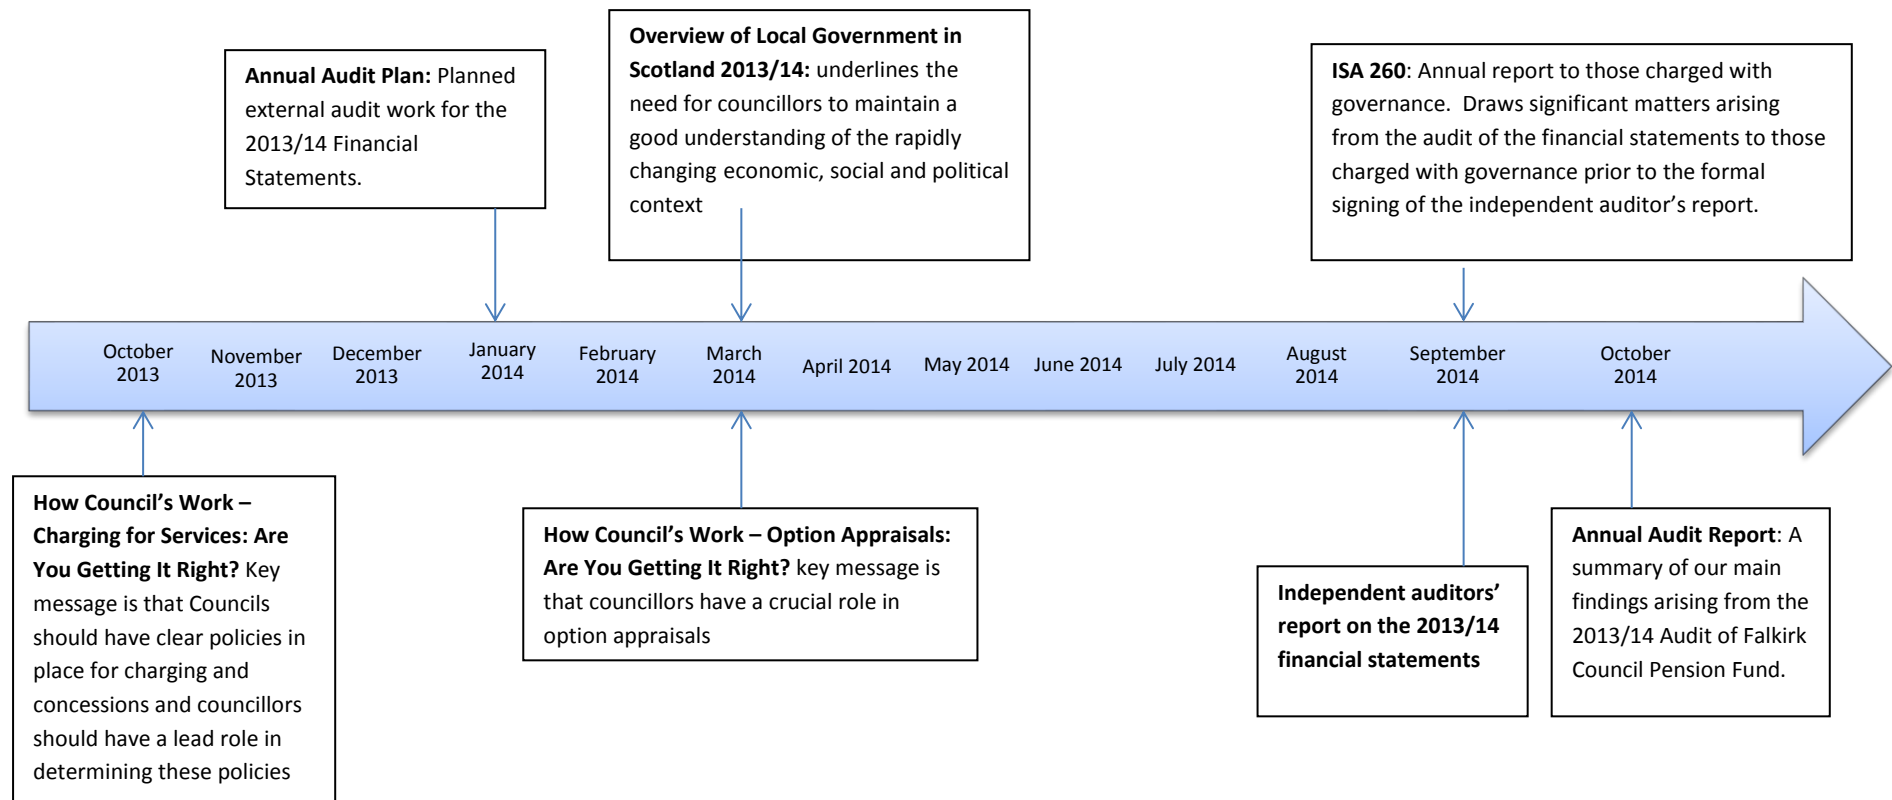 Annual Audit Plan: Planned
external audit work for the
2013/14 Financial
Statements.
Overview of Local Government in
Scotland 2013/14: underlines the
need for councillors to maintain a
good understanding of the rapidly
changing economic, social and political
context
ISA 260: Annual report to those charged with
governance.  Draws significant matters arising
from the audit of the financial statements to those
charged with governance prior to the formal
signing of the independent auditor’s report.
October
2013
November
2013
December
2013
January
2014
February
2014
March
2014
April 2014
May 2014
June 2014
July 2014
August
2014
September
2014
October
2014
How Council’s Work –
Charging for Services: Are
You Getting It Right? Key
message is that Councils
should have clear policies in
place for charging and
concessions and councillors
should have a lead role in
determining these policies
How Council’s Work – Option Appraisals:
Are You Getting It Right? key message is
that councillors have a crucial role in
option appraisals
Independent auditors’
report on the 2013/14
financial statements
Annual Audit Report: A
summary of our main
findings arising from the
2013/14 Audit of Falkirk
Council Pension Fund.